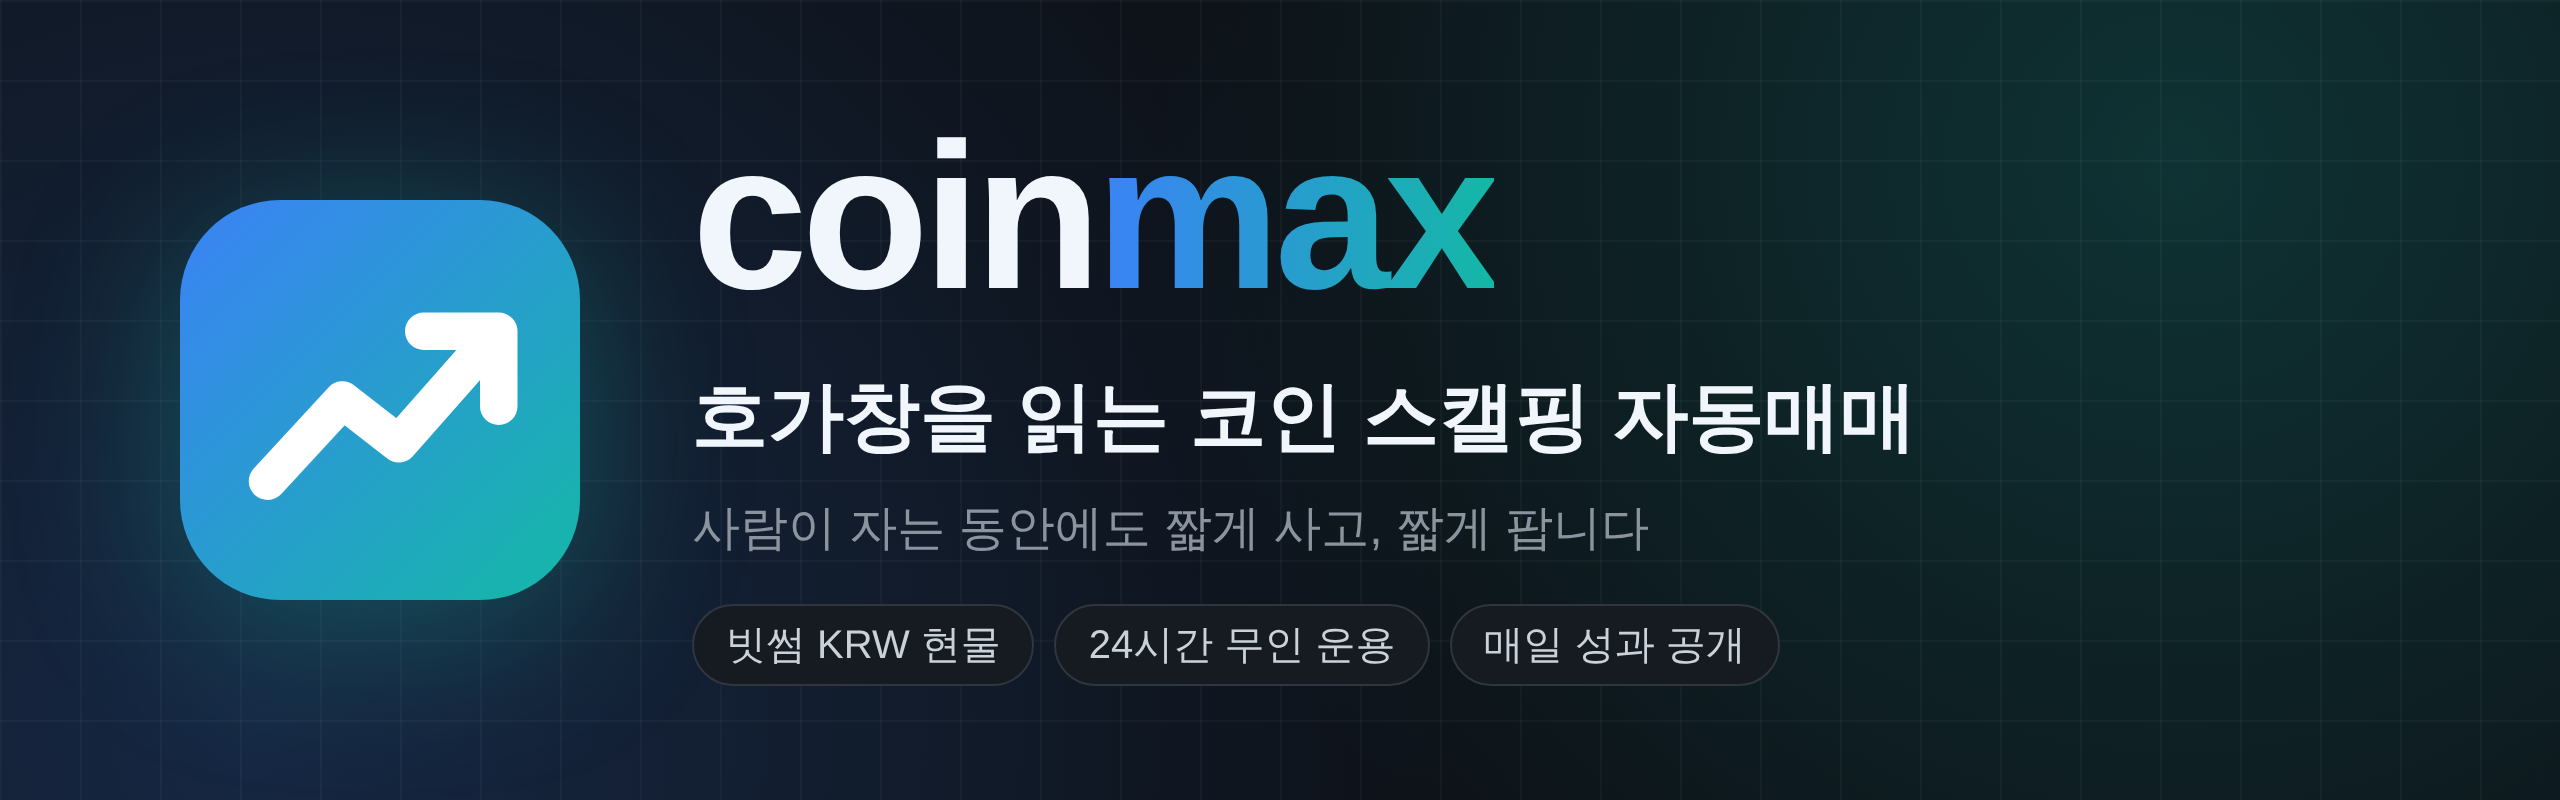 coinmax
호가창을 읽는 코인 스캘핑 자동매매
사람이 자는 동안에도 짧게 사고, 짧게 팝니다
빗썸 KRW 현물 24시간 무인 운용 매일 성과 공개